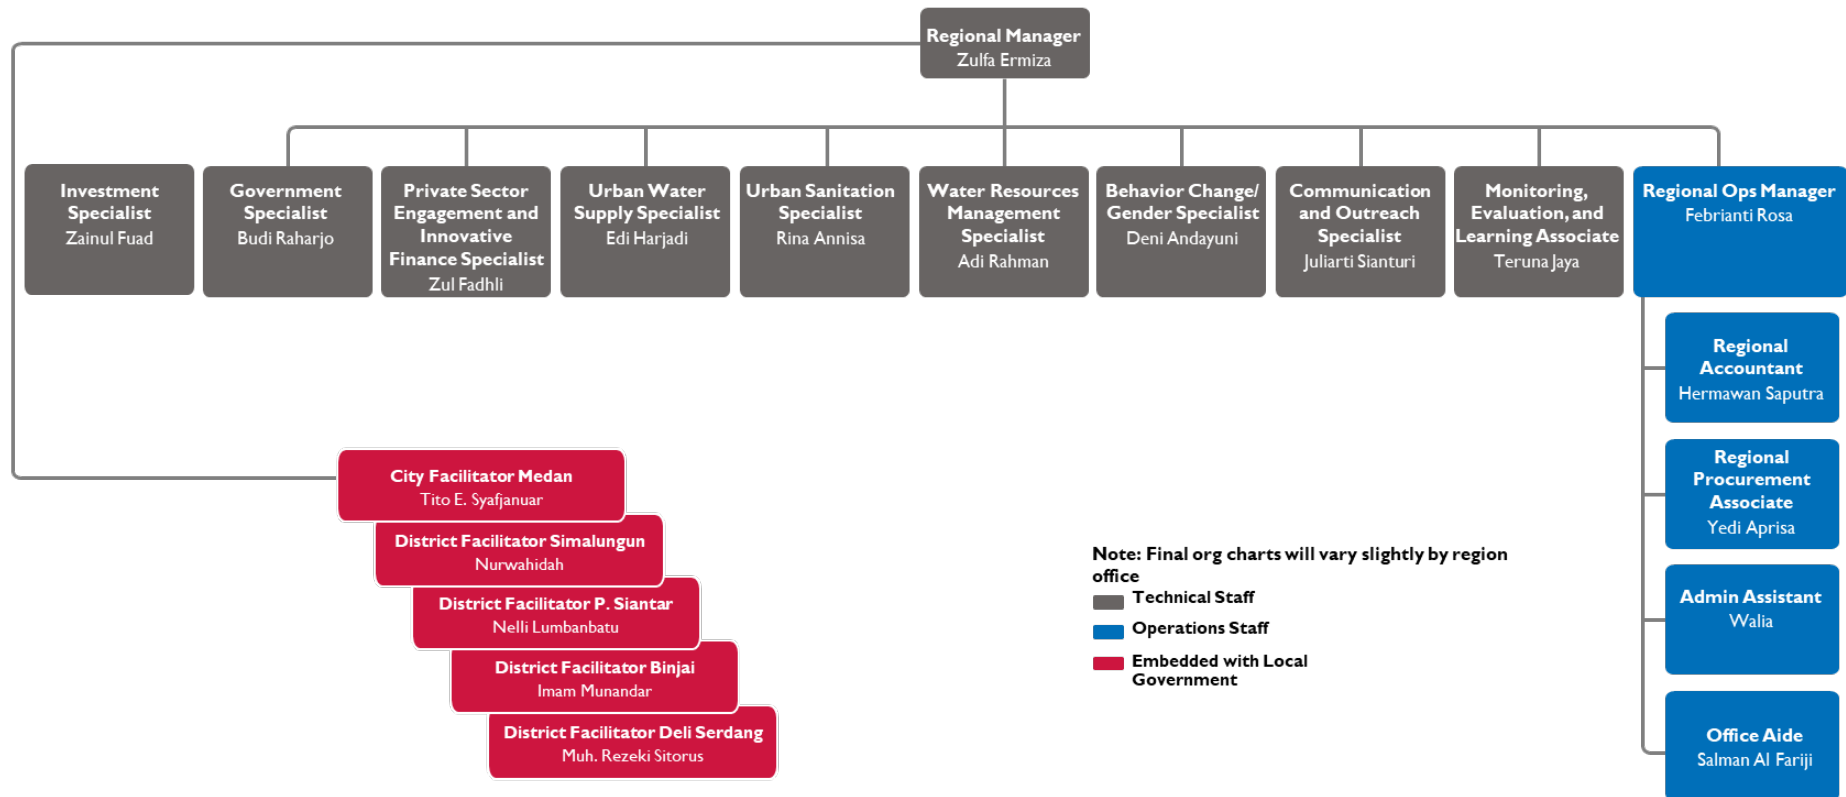 Regional Manager
Zulfa Ermiza
Investment
Specialist
Zainul Fuad
Government
Specialist
Budi Raharjo
Private Sector
Engagement and
Innovative
Finance Specialist
Zul Fadhli
Urban Water
Supply Specialist
Edi Harjadi
Urban Sanitation
Specialist
Rina Annisa
Water Resources
Management
Specialist
Adi Rahman
Behavior Change/
Gender Specialist
Deni Andayuni
Communication
and Outreach
Specialist
Juliarti Sianturi
Monitoring,
Evaluation, and
Learning Associate
Teruna Jaya
Regional Ops Manager
Febrianti Rosa
Regional
Accountant
Hermawan Saputra
Regional
Procurement
Associate
Yedi Aprisa
Admin Assistant
Walia
Office Aide
Salman Al Fariji
City Facilitator Medan
Tito E. Syafjanuar
District Facilitator Simalungun
Nurwahidah
District Facilitator P. Siantar
Nelli Lumbanbatu
District Facilitator Binjai
Imam Munandar
District Facilitator Deli Serdang
Muh. Rezeki Sitorus
Note: Final org charts will vary slightly by region
office
Technical Staff
Operations Staff
Embedded with Local
Government